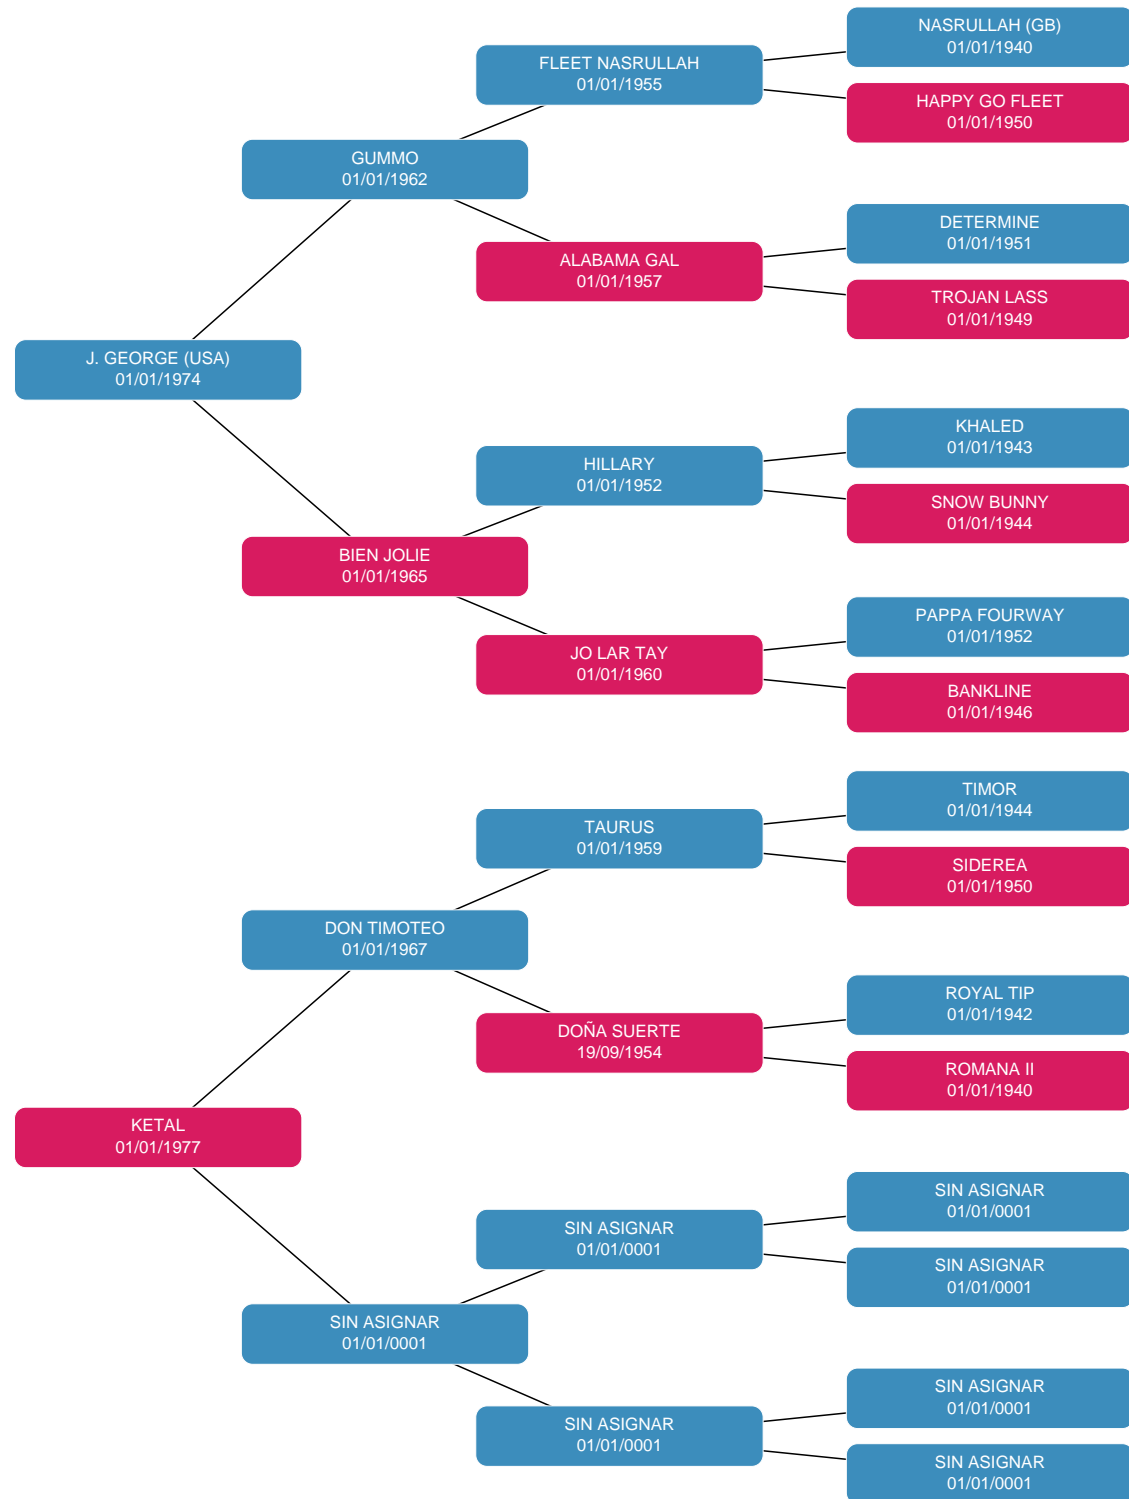 NASRULLAH (GB)
01/01/1940
FLEET NASRULLAH
01/01/1955
HAPPY GO FLEET
01/01/1950
GUMMO
01/01/1962
DETERMINE
01/01/1951
ALABAMA GAL
01/01/1957
TROJAN LASS
01/01/1949
J. GEORGE (USA)
01/01/1974
KHALED
01/01/1943
HILLARY
01/01/1952
SNOW BUNNY
01/01/1944
BIEN JOLIE
01/01/1965
PAPPA FOURWAY
01/01/1952
JO LAR TAY
01/01/1960
BANKLINE
01/01/1946
TIMOR
01/01/1944
TAURUS
01/01/1959
SIDEREA
01/01/1950
DON TIMOTEO
01/01/1967
ROYAL TIP
01/01/1942
DOÑA SUERTE
19/09/1954
ROMANA II
01/01/1940
KETAL
01/01/1977
SIN ASIGNAR
01/01/0001
SIN ASIGNAR
01/01/0001
SIN ASIGNAR
01/01/0001
SIN ASIGNAR
01/01/0001
SIN ASIGNAR
01/01/0001
SIN ASIGNAR
01/01/0001
SIN ASIGNAR
01/01/0001